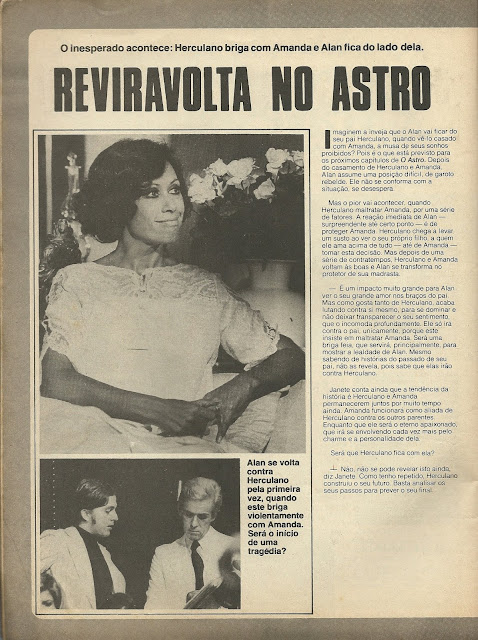 O inesperado acontece: Herculano briga com Amanda e Alan fica do lado dela.
REVIRAVOLTA NO ASTRO
Imaginem a inveja que o Alan vai ficar do
seu pai Herculano, quando vê-lo casado
com Amanda, a musa de seus sonhos
proibidos? Pois é o que está previsto para
os próximos capítulos de O Astro. Depois
do casamento de Herculano e Amanda,
Alan assume uma posição difícil, de garoto
rebelde. Ele não se conforma com a
situação, se desespera.
Mas o pior vai acontecer, quando
Herculano maltratar Amanda, por uma série
de fatores. A reação imediata de Alan —
surpreendente até certo ponto — é de
proteger Amanda. Herculano chega a levar
um susto ao ver o seu próprio filho, a quem
ele ama acima de tudo — até de Amanda —
tomar esta decisão. Mas depois de uma
série de contratempos, Herculano e Amanda
voltam às boas e Alan se transforma no
protetor de sua madrasta.
— É um impacto muito grande para Alan
ver o seu grande amor nos braços do pai.
Mas como gosta tanto de Herculano, acaba
lutando contra si mesmo, para se dominar e
não deixar transparecer o seu sentimento,
que o incomoda profundamente. Ele só irá
contra o pai, unicamente, porque este
insiste em maltratar Amanda. Será uma
briga feia, que servirá, principalmente, para
mostrar a lealdade de Alan. Mesmo
sabendo de histórias do passado de seu
pai, não as revela, pois sabe que elas irão
contra Herculano.
Janete conta ainda que a tendência da
história é Herculano e Amanda
permanecerem juntos por muito tempo
ainda. Amanda funcionará como aliada de
Herculano contra os outros parentes.
Enquanto que ele será o eterno apaixonado,
que irá se envolvendo cada vez mais pelo
charme e a personalidade dela.
Será que Herculano fica com ela?
— Não, não se pode revelar isto ainda,
diz Janete. Como tenho repetido, Herculano
construiu o seu futuro. Basta analisar os
seus passos para prever o seu final.
Alan se volta
contra
Herculano
pela primeira
vez, quando
este briga
violentamente
com Amanda.
Será o início
de uma
tragédia?